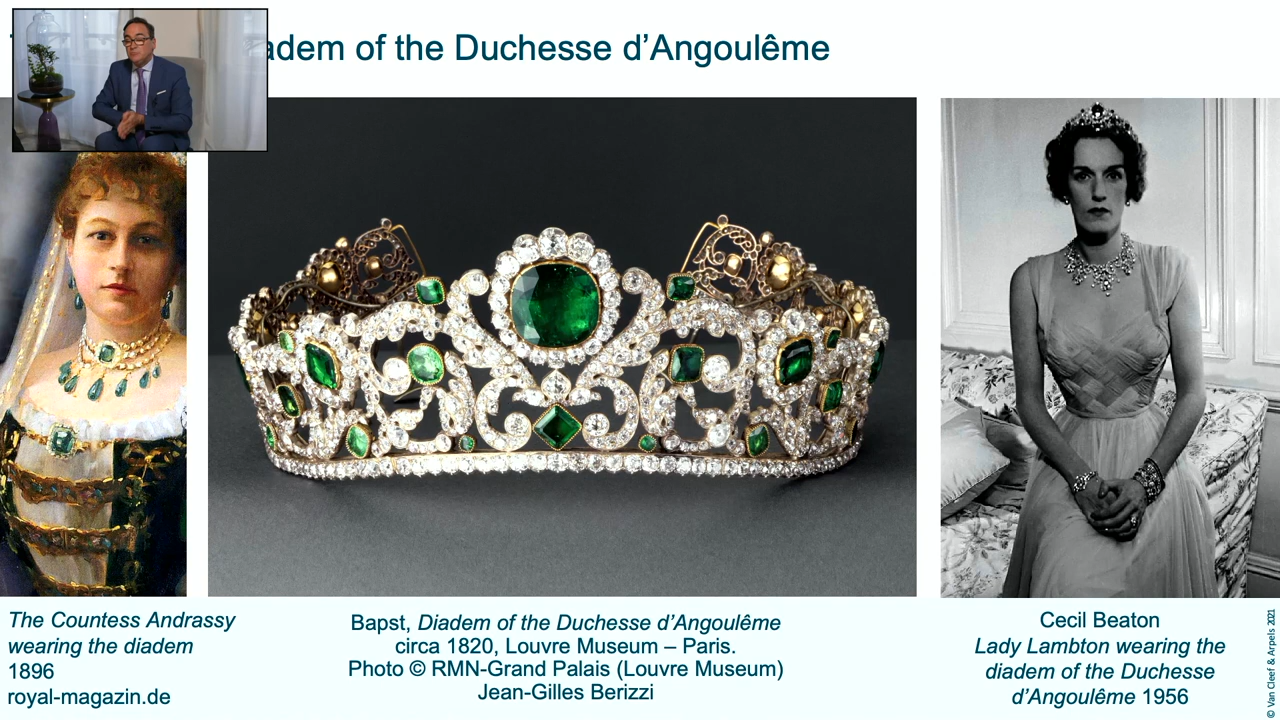 adem of the Duchesse d'Angoulême
The Countess Andrassy
wearing the diadem
1896
royal-magazin.de
Bapst, Diadem of the Duchesse d'Angoulême
circa 1820, Louvre Museum – Paris.
Photo © RMN-Grand Palais (Louvre Museum)
Jean-Gilles Berizzi
Cecil Beaton
Lady Lambton wearing the
diadem of the Duchesse
d'Angoulême 1956
© Van Cleef & Arpels 2021